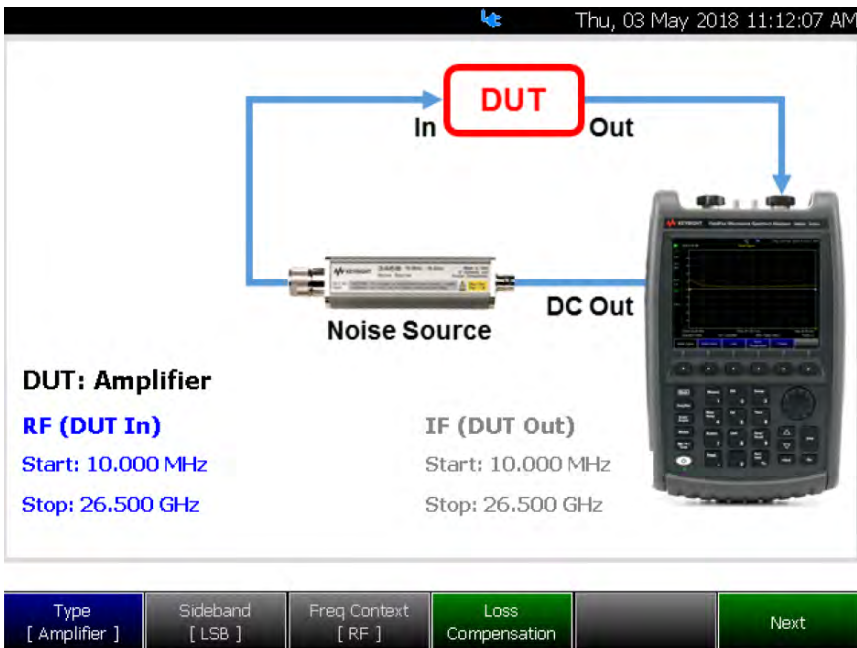 Thu, 03 May 2018 11:12:07 AM
DUT
In
Out
KEYSIGHT
KEYSIGHT
Noise Source
DC Out
DUT: Amplifier
RF (DUT In)
IF (DUT Out)
Start: 10.000 MHz
Start: 10.000 MHz
Stop: 26.500 GHz
Stop: 26.500 GHz
Type
[ Amplifier ]
Sideband
[ LSB ]
Freq Context
[ RF ]
Loss
Compensation
Next